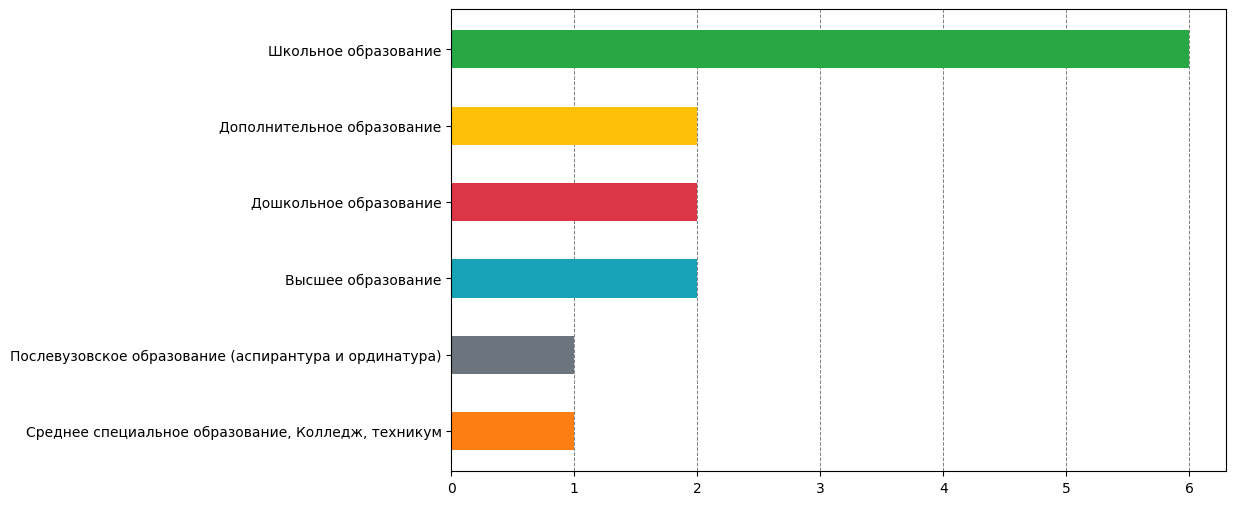 Школьное образование
Дополнительное образование
Дошкольное образование
Высшее образование
Послевузовское образование (аспирантура и ординатура)
Среднее специальное образование, Колледж, техникум
0 1 2 3 4 5 6